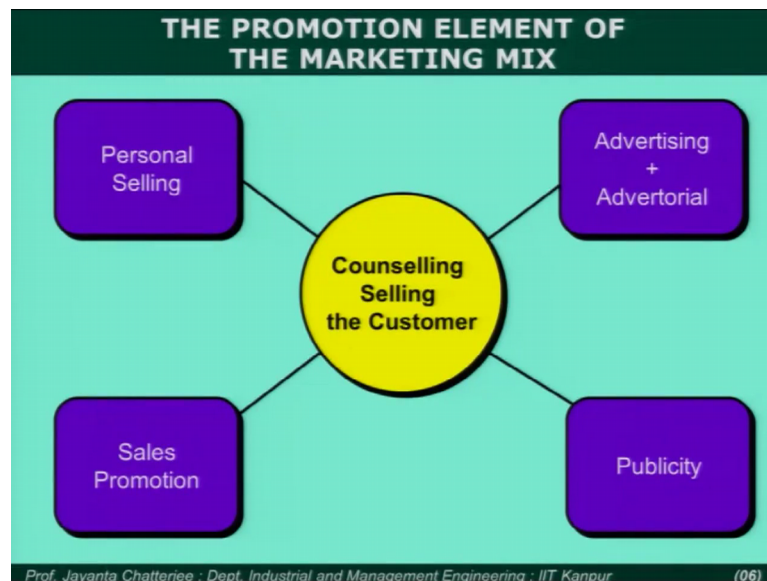 THE PROMOTION ELEMENT OF
THE MARKETING MIX
Personal
Selling
Advertising
+
Advertorial
Counselling
Selling
the Customer
Sales
Promotion
Publicity
Prof. Jayanta Chatterjee : Dept. Industrial and Management Engineering : IIT Kanpur (06)